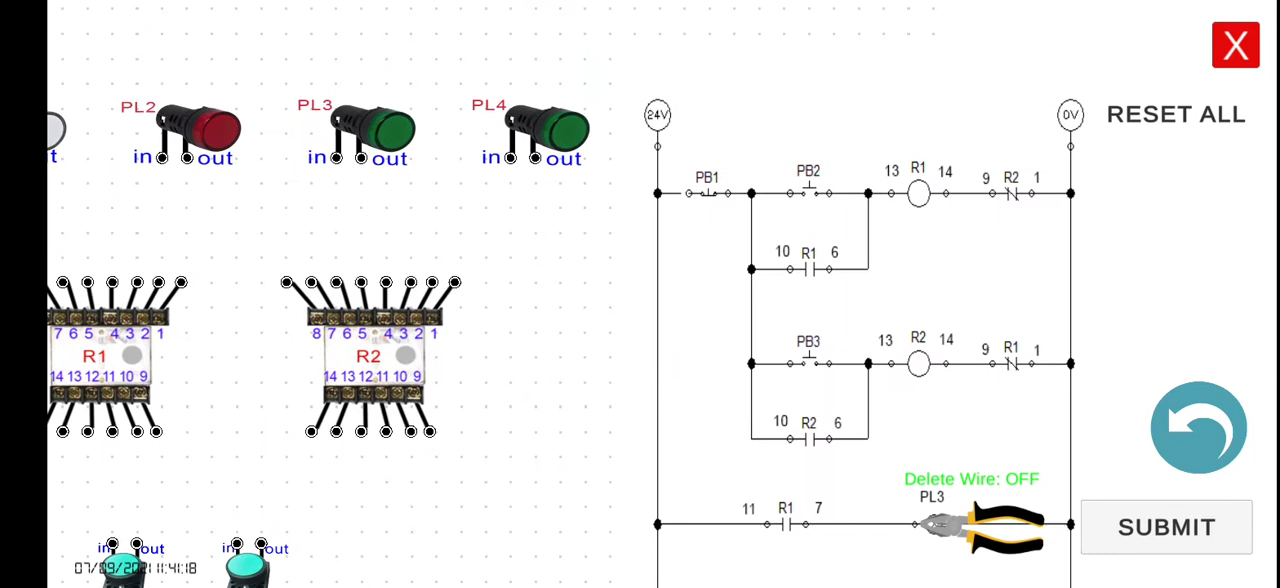 X
24V
0V
RESET ALL
PL2
PL3
PL4
t
in out
in out
in out
PB1
PB2
13 R1 14
9 R2 1
10 R1 6
7 6 5 4 3 2 1
8 7 6 5 4 3 2 1
R1
R2
14 13 12 11 10 9
14 13 12 11 10 9
PB3
13 R2 14
9 R1 1
10 R2 6
Delete Wire: OFF
PL3
11 R1 7
SUBMIT
in out
in out
07/09/2021 11:41:18